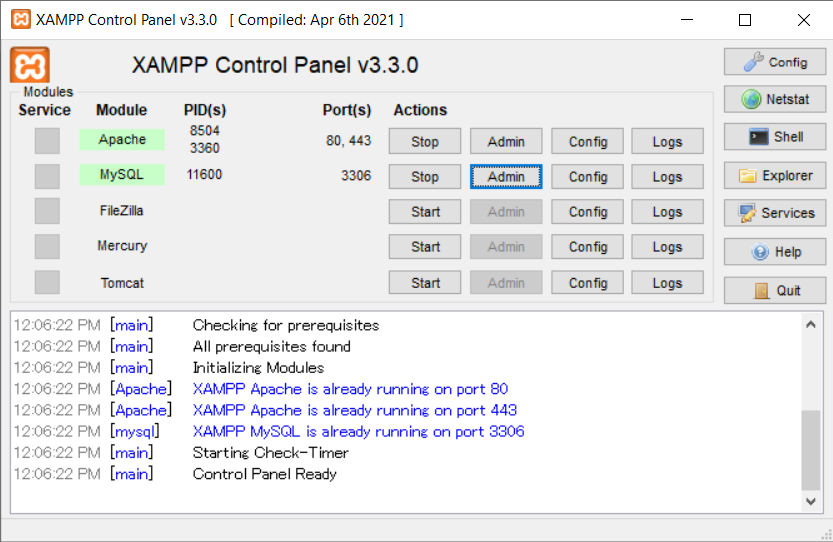 XAMPP Control Panel v3.3.0 [ Compiled: Apr 6th 2021 ]
XAMPP Control Panel v3.3.0
Config
Modules
Service Module PID(s) Port(s) Actions
Netstat
Apache 8504 3360 80, 443 Stop Admin Config Logs
Shell
MySQL 11600 3306 Stop Admin Config Logs
Explorer
FileZilla Start Admin Config Logs
Services
Mercury Start Admin Config Logs
Help
Tomcat Start Admin Config Logs
Quit
12:06:22 PM [main] Checking for prerequisites
12:06:22 PM [main] All prerequisites found
12:06:22 PM [main] Initializing Modules
12:06:22 PM [Apache] XAMPP Apache is already running on port 80
12:06:22 PM [Apache] XAMPP Apache is already running on port 443
12:06:22 PM [mysql] XAMPP MySQL is already running on port 3306
12:06:22 PM [main] Starting Check-Timer
12:06:22 PM [main] Control Panel Ready